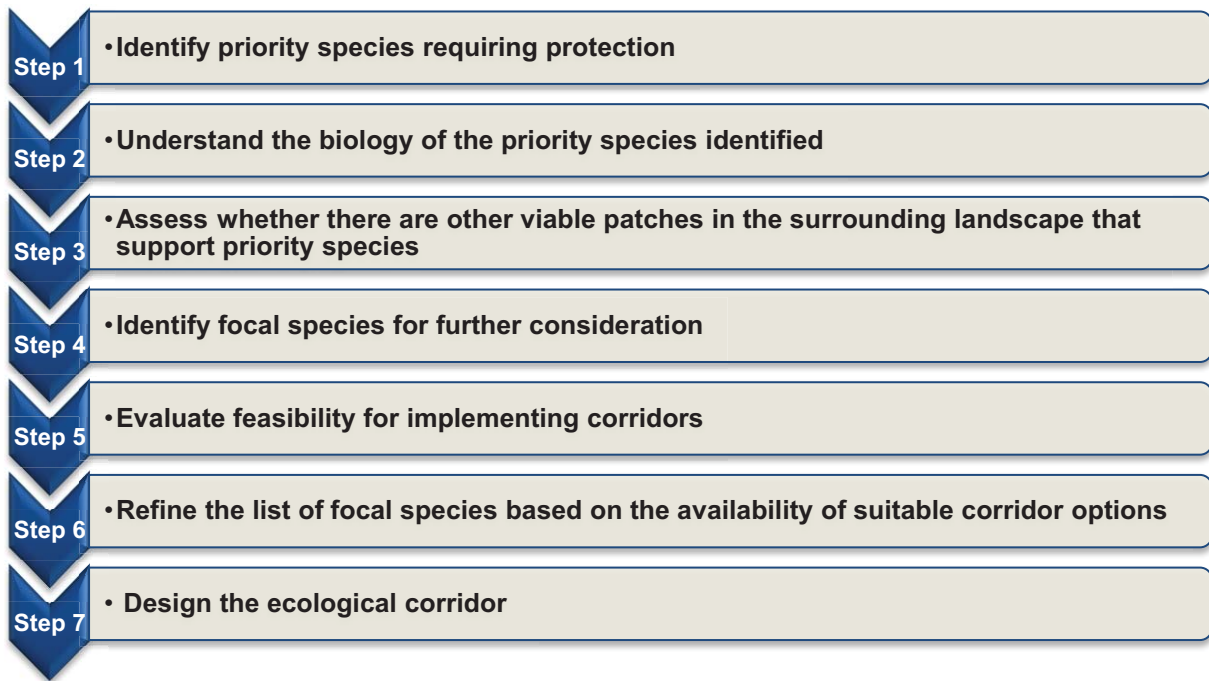 Step 1
•Identify priority species requiring protection
Step 2
•Understand the biology of the priority species identified
Step 3
•Assess whether there are other viable patches in the surrounding landscape that
support priority species
Step 4
•Identify focal species for further consideration
Step 5
•Evaluate feasibility for implementing corridors
Step 6
•Refine the list of focal species based on the availability of suitable corridor options
Step 7
• Design the ecological corridor